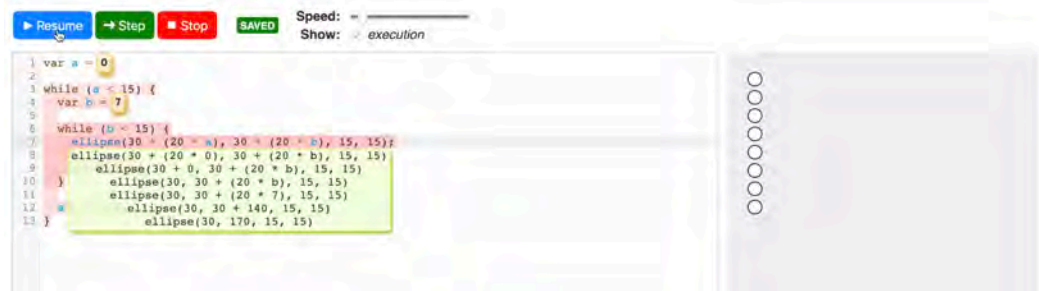 Resume Step Stop SAVED Speed:
Show: execution
1 var a = 0
2
3 while (a < 15) {
4 var b = 7
5
6 while (b < 15) {
7 ellipse(30 + (20 * a), 30 + (20 * b), 15, 15);
8 ellipse(30 + (20 * 0), 30 + (20 * b), 15, 15)
9 ellipse(30 + 0, 30 + (20 * b), 15, 15)
10 } ellipse(30, 30 + (20 * b), 15, 15)
11 ellipse(30, 30 + (20 * 7), 15, 15)
12 a ellipse(30, 30 + 140, 15, 15)
13 } ellipse(30, 170, 15, 15)